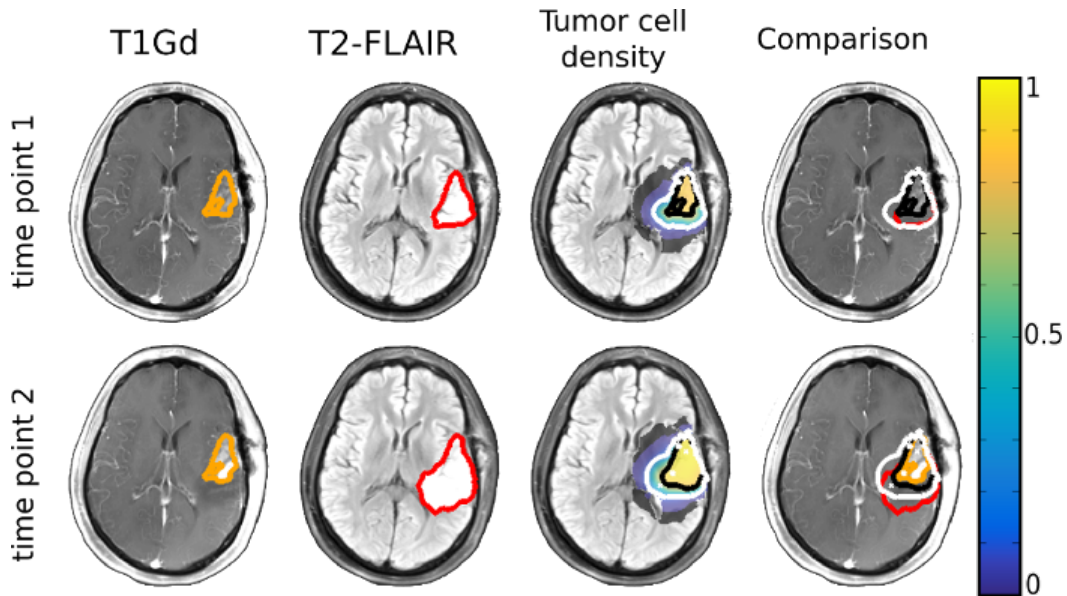 T1Gd
T2-FLAIR
Tumor cell
density
Comparison
time point 1
time point 2
1
0.5
0